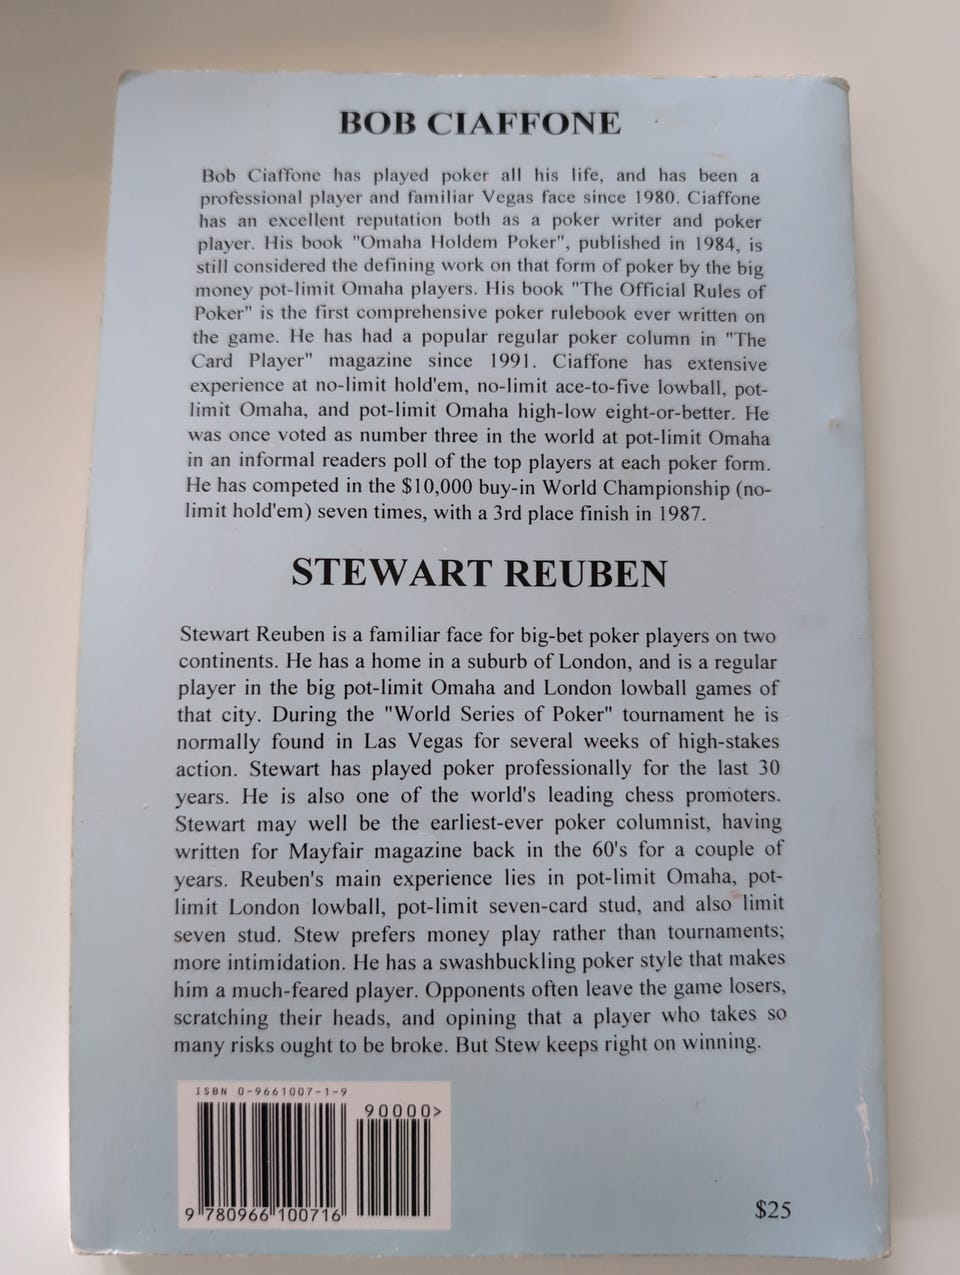 BOB CIAFFONE
Bob Ciaffone has played poker all his life, and has been a
professional player and familiar Vegas face since 1980. Ciaffone
has an excellent reputation both as a poker writer and poker
player. His book "Omaha Holdem Poker", published in 1984, is
still considered the defining work on that form of poker by the big
money pot-limit Omaha players. His book "The Official Rules of
Poker" is the first comprehensive poker rulebook ever written on
the game. He has had a popular regular poker column in "The
Card Player" magazine since 1991. Ciaffone has extensive
experience at no-limit hold'em, no-limit ace-to-five lowball, pot-
limit Omaha, and pot-limit Omaha high-low eight-or-better. He
was once voted as number three in the world at pot-limit Omaha
in an informal readers poll of the top players at each poker form.
He has competed in the $10,000 buy-in World Championship (no-
limit hold'em) seven times, with a 3rd place finish in 1987.
STEWART REUBEN
Stewart Reuben is a familiar face for big-bet poker players on two
continents. He has a home in a suburb of London, and is a regular
player in the big pot-limit Omaha and London lowball games of
that city. During the "World Series of Poker" tournament he is
normally found in Las Vegas for several weeks of high-stakes
action. Stewart has played poker professionally for the last 30
years. He is also one of the world's leading chess promoters.
Stewart may well be the earliest-ever poker columnist, having
written for Mayfair magazine back in the 60's for a couple of
years. Reuben's main experience lies in pot-limit Omaha, pot-
limit London lowball, pot-limit seven-card stud, and also limit
seven stud. Stew prefers money play rather than tournaments;
more intimidation. He has a swashbuckling poker style that makes
him a much-feared player. Opponents often leave the game losers,
scratching their heads, and opining that a player who takes so
many risks ought to be broke. But Stew keeps right on winning.
ISBN 0-9661007-1-9
90000>
9 780966 100716
$25